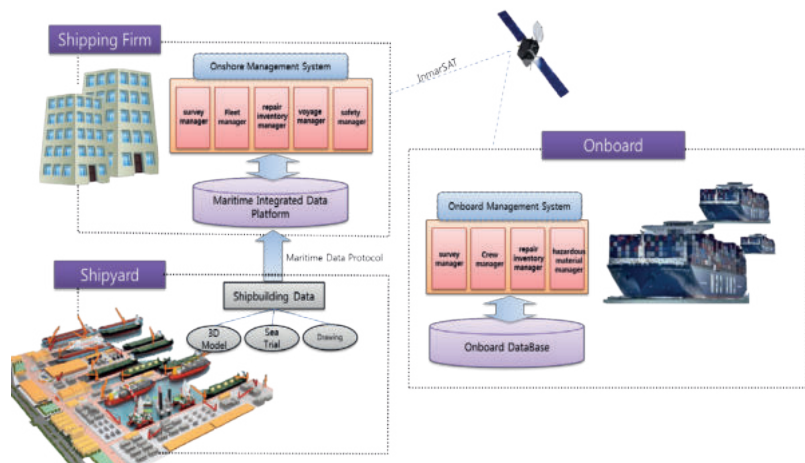 Shipping Firm
Onshore Management System
survey
manager
Fleet
manager
repair
inventory
manager
voyage
manager
safety
manager
Maritime Integrated Data
Platform
InmarSAT
Maritime Data Protocol
Shipyard
Shipbuilding Data
3D
Model
Sea
Trial
Drawing
Onboard
Onboard Management System
survey
manager
Crew
manager
repair
inventory
manager
hazardous
material
manager
Onboard DataBase